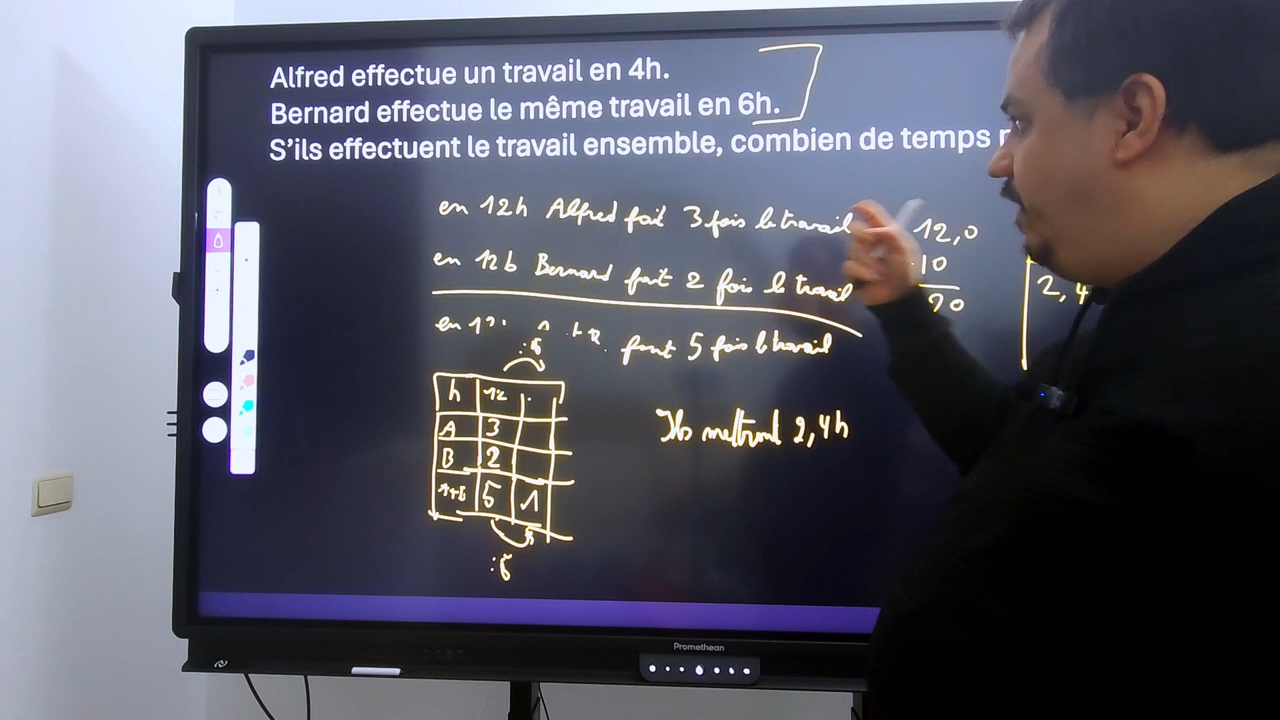 Alfred effectue un travail en 4h.
Bernard effectue le même travail en 6h.
S’ils effectuent le travail ensemble, combien de temps
en 12h Alfred fait 3 fois le travail
en 12h Bernard fait 2 fois le travail
font 5 fois le travail
12,0
10
20
2,4
:5
h 12
A 3
B 2
A+B 5 1
:5
Ils mettront 2,4h
Promethean